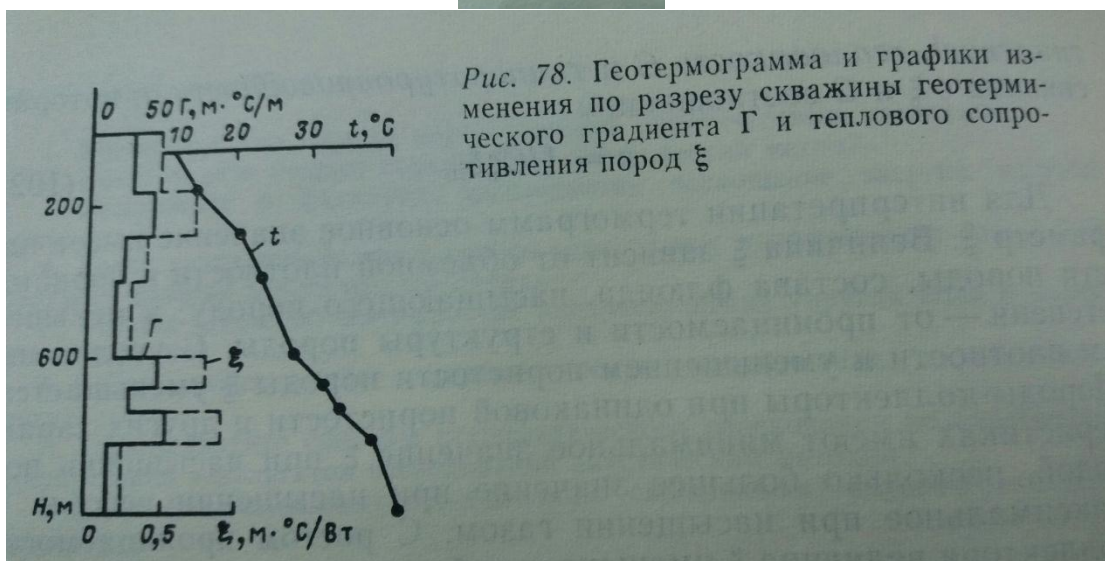 Рис. 78. Геотермограмма и графики из-
менения по разрезу скважины геотерми-
ческого градиента Г и теплового сопро-
тивления пород ξ
0 50 Г, м·°С/м
10 20 30 t,°C
200
t
Г
600
ξ
H,м
0 0,5 ξ, м·°С/Вт